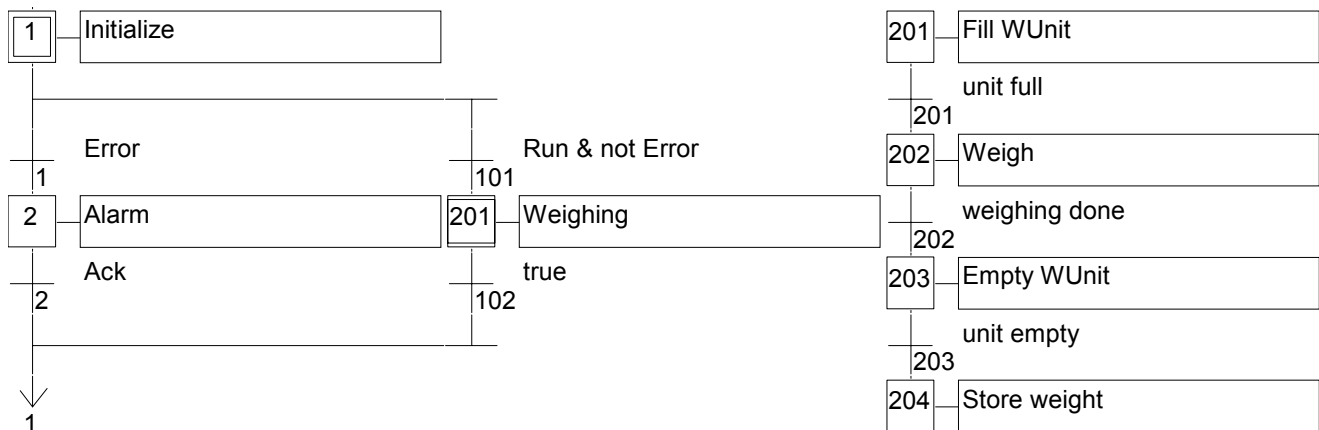 1 Initialize
Error
1
Run & not Error
101
2 Alarm
201 Weighing
Ack
2
true
102
1
201 Fill WUnit
unit full
201
202 Weigh
weighing done
202
203 Empty WUnit
unit empty
203
204 Store weight